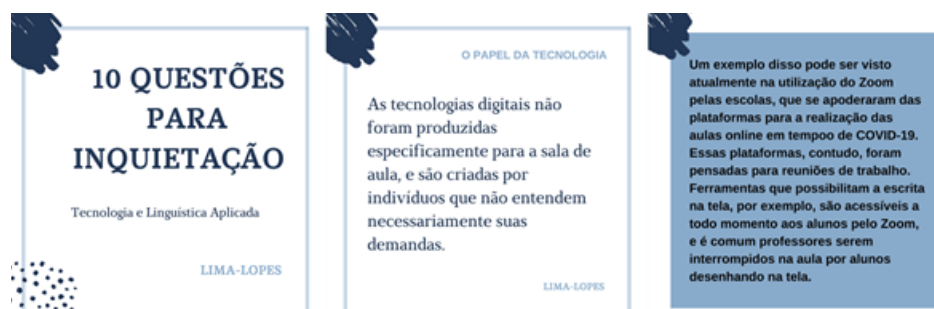 10 QUESTÕES
PARA
INQUIETAÇÃO
Tecnologia e Linguística Aplicada
LIMA-LOPES
O PAPEL DA TECNOLOGIA
As tecnologias digitais não
foram produzidas
especificamente para a sala de
aula, e são criadas por
indivíduos que não entendem
necessariamente suas
demandas.
LIMA-LOPES
Um exemplo disso pode ser visto
atualmente na utilização do Zoom
pelas escolas, que se apoderaram das
plataformas para a realização das
aulas online em tempoo de COVID-19.
Essas plataformas, contudo, foram
pensadas para reuniões de trabalho.
Ferramentas que possibilitam a escrita
na tela, por exemplo, são acessíveis a
todo momento aos alunos pelo Zoom,
e é comum professores serem
interrompidos na aula por alunos
desenhando na tela.